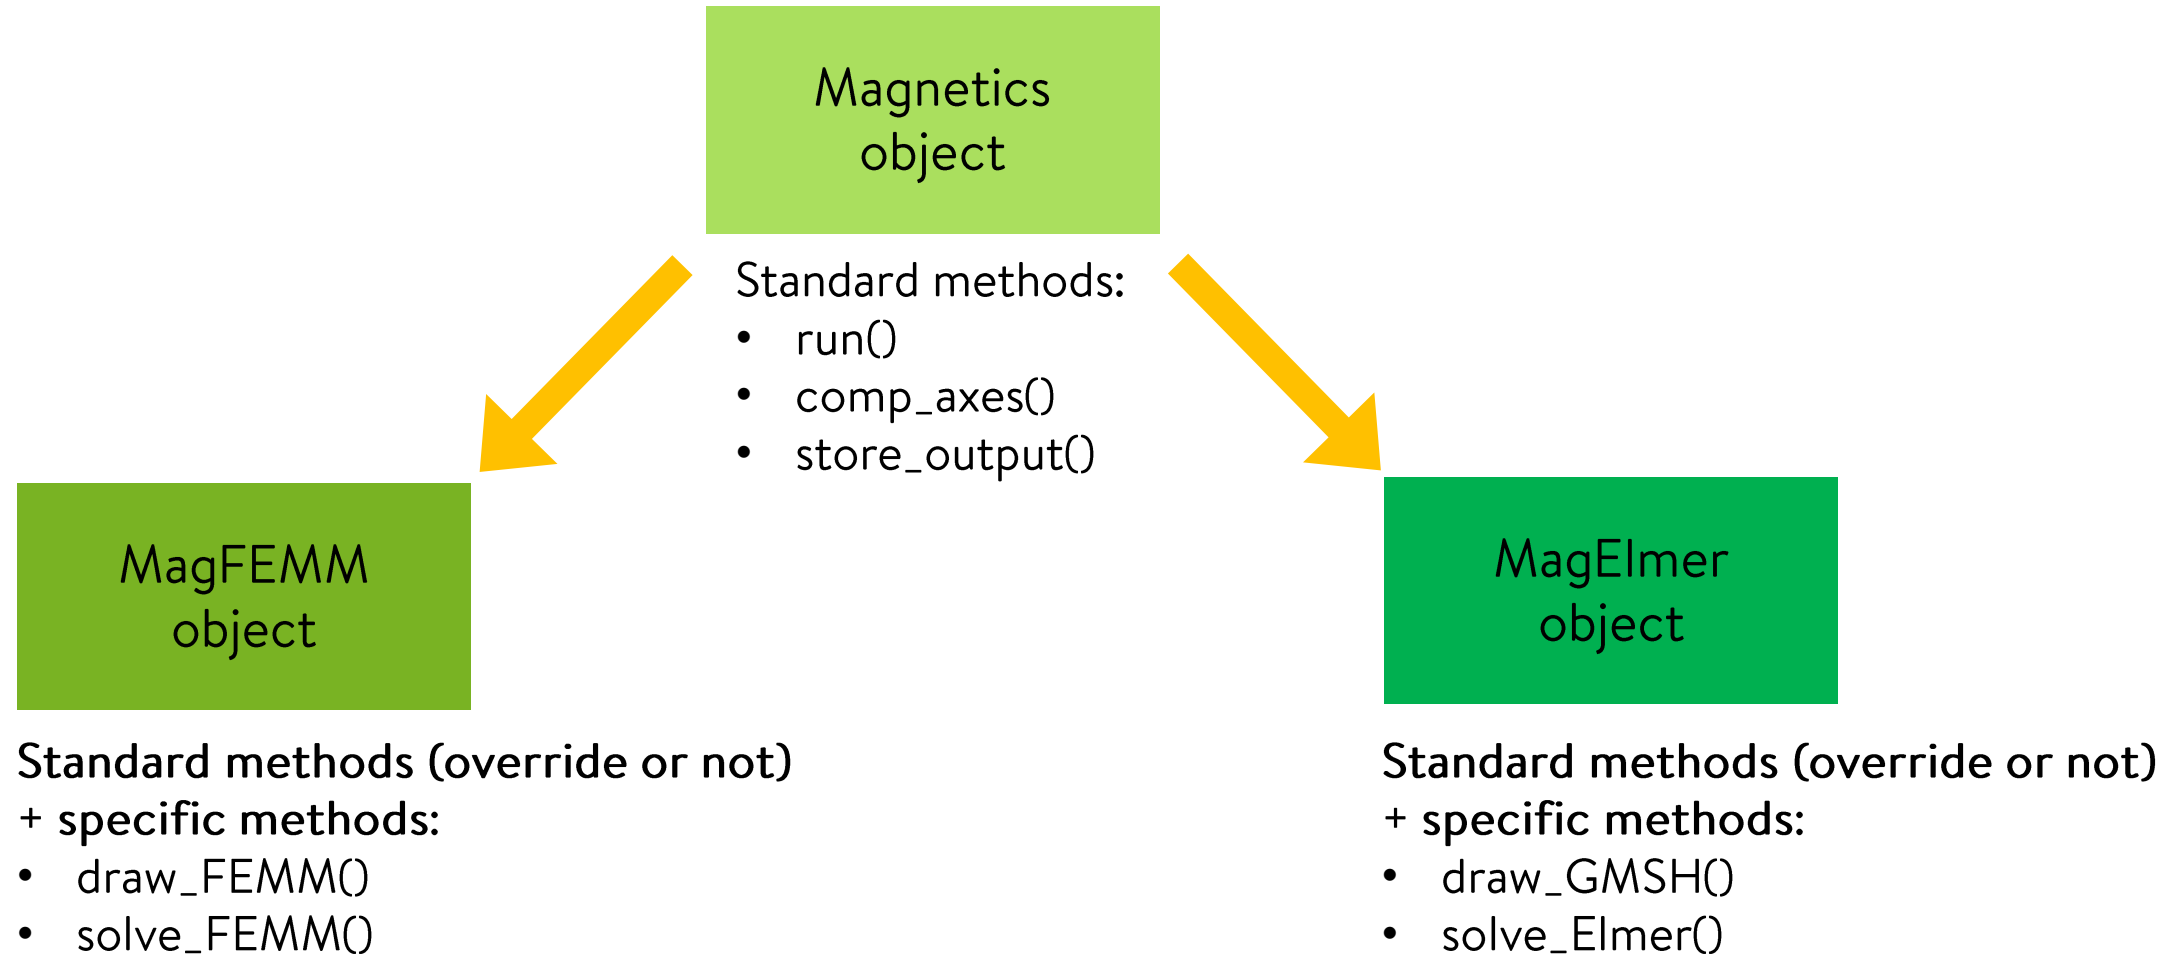 Magnetics
object
Standard methods:
• run()
• comp_axes()
• store_output()
MagFEMM
object
Standard methods (override or not)
+ specific methods:
• draw_FEMM()
• solve_FEMM()
MagElmer
object
Standard methods (override or not)
+ specific methods:
• draw_GMSH()
• solve_Elmer()